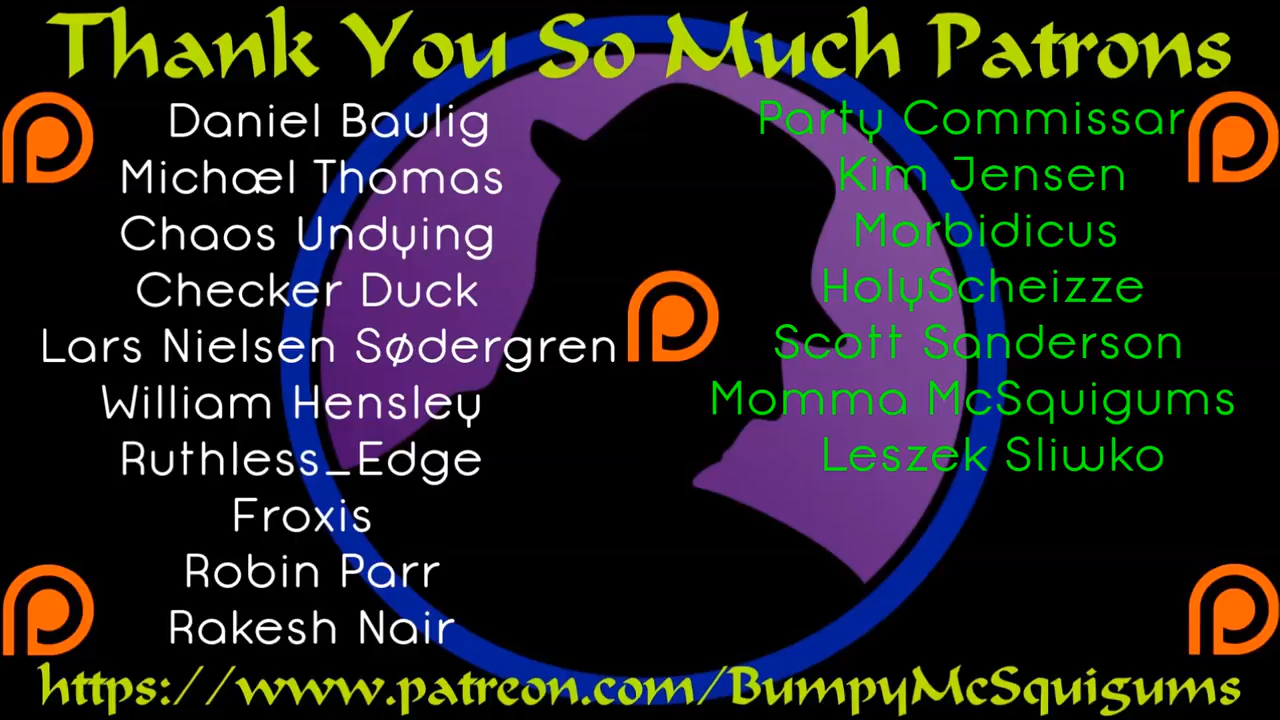 Thank You So Much Patrons
Daniel Baulig
Michael Thomas
Chaos Undying
Checker Duck
Lars Nielsen Sødergren
William Hensley
Ruthless_Edge
Froxis
Robin Parr
Rakesh Nair
Party Commissar
Kim Jensen
Morbidicus
HolyScheizze
Scott Sanderson
Momma McSquigums
Leszek Sliwko
https://www.patreon.com/BumpyMcSquigums